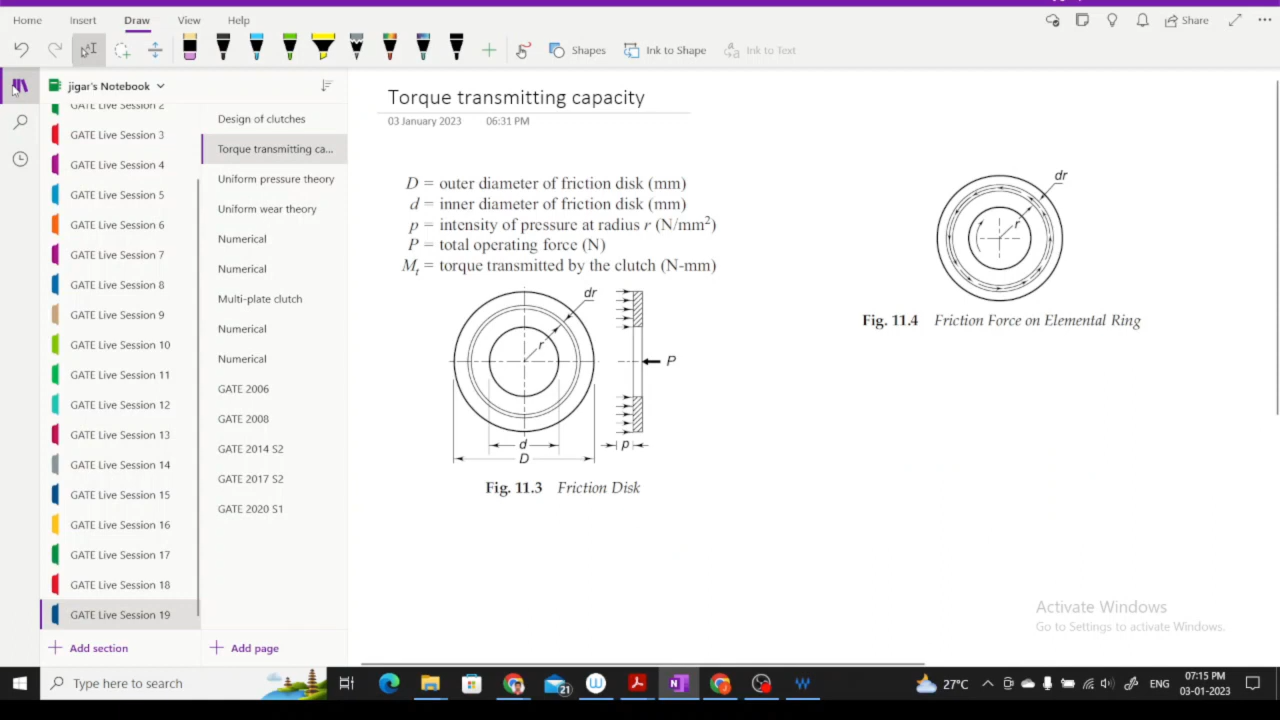 Home Insert Draw View Help
Share
Shapes Ink to Shape Ink to Text
jigar's Notebook
GATE Live Session 2
GATE Live Session 3
GATE Live Session 4
GATE Live Session 5
GATE Live Session 6
GATE Live Session 7
GATE Live Session 8
GATE Live Session 9
GATE Live Session 10
GATE Live Session 11
GATE Live Session 12
GATE Live Session 13
GATE Live Session 14
GATE Live Session 15
GATE Live Session 16
GATE Live Session 17
GATE Live Session 18
GATE Live Session 19
Add section
Design of clutches
Torque transmitting ca...
Uniform pressure theory
Uniform wear theory
Numerical
Numerical
Multi-plate clutch
Numerical
Numerical
GATE 2006
GATE 2008
GATE 2014 S2
GATE 2017 S2
GATE 2020 S1
Add page
Torque transmitting capacity
03 January 2023 06:31 PM
D = outer diameter of friction disk (mm)
d = inner diameter of friction disk (mm)
p = intensity of pressure at radius r (N/mm²)
P = total operating force (N)
Mₜ = torque transmitted by the clutch (N-mm)
dr
r
P
d
p
D
Fig. 11.3 Friction Disk
dr
r
Fig. 11.4 Friction Force on Elemental Ring
Activate Windows
Go to Settings to activate Windows.
Type here to search
21
27°C
ENG
07:15 PM
03-01-2023